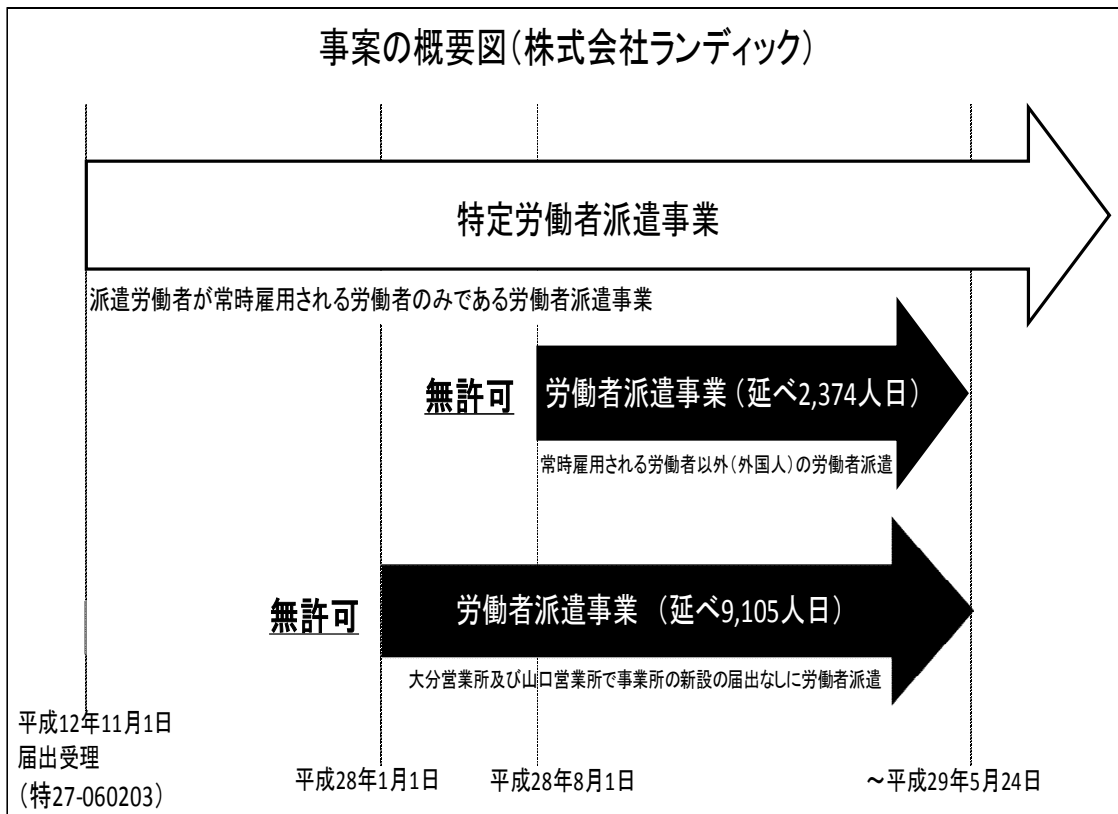 事案の概要図(株式会社ランディック)
特定労働者派遣事業
派遣労働者が常時雇用される労働者のみである労働者派遣事業
無許可
労働者派遣事業(延べ2,374人日)
常時雇用される労働者以外(外国人)の労働者派遣
無許可
労働者派遣事業 (延べ9,105人日)
大分営業所及び山口営業所で事業所の新設の届出なしに労働者派遣
平成12年11月1日
届出受理
(特27-060203)
平成28年1月1日
平成28年8月1日
~平成29年5月24日